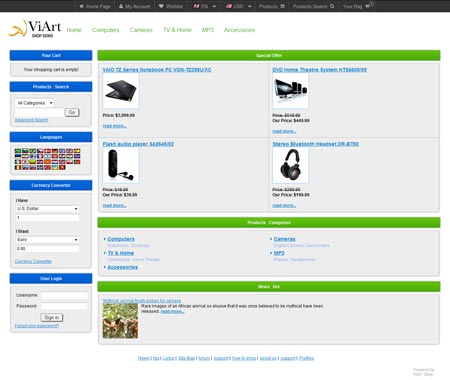 Home Page
My Account
Wishlist
EN
USD
Products
Products Search
Your Bag
ViArt
SHOP DEMO
Home
Computers
Cameras
TV & Home
MP3
Accessories
Your Cart
Your shopping cart is empty!
Products Search
All Categories
Go
Advanced Search
Languages
Currency Converter
I Have
U.S. Dollar
1
I Want
Euro
0.95
Currency Converter
User Login
Username
Password
Sign in
Forgot your password?
Special Offer
VAIO TZ Series Notebook PC VGN-TZ298U/XC
Price: $3,999.99
read more...
DVD Home Theatre System HTS6600/05
Price: $549.99
Our Price: $449.99
read more...
Flash audio player SA2646/02
Price: $49.99
Our Price: $39.99
read more...
Stereo Bluetooth Headset DR-BT50
Price: $299.99
Our Price: $199.99
read more...
Products Categories
Computers
Notebooks, Desktops
TV & Home
Televisions, Home Theatre
Accessories
Cameras
Digital Camera, Camcorders
MP3
Players, Headphones
News Hot
'Mythical' animal finally poses for camera
Rare images of an African animal so elusive that it was once believed to be mythical have been released. read more...
News | faq | Lotus | Site Map | forum | support | how to shop | about us | support | Profiles
Powered by